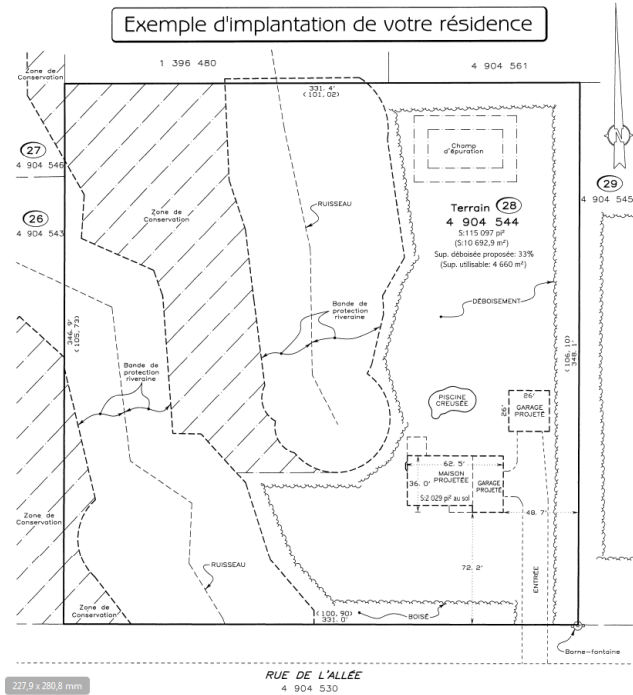 Exemple d'implantation de votre résidence
Zone de
Conservation
1 396 480
4 904 561
331. 4'
(101, 02)
27
4 904 546
26
4 904 543
Champ
d'épuration
29
4 904 545
Terrain 28
4 904 544
S:115 097 pi²
(S:10 692,9 m²)
Sup. déboisée proposée: 33%
(Sup. utilisable: 4 660 m²)
Zone de
Conservation
RUISSEAU
DÉBOISEMENT
Bande de
protection
riveraine
346. 9'
(105, 73)
(106, 10)
348. 1'
Bande de
protection
riveraine
PISCINE
CREUSÉE
26'
26'
GARAGE
PROJETÉ
62. 5'
36. 0'
MAISON
PROJETÉE
GARAGE
PROJETÉ
S:2 029 pi² au sol
48. 7'
Zone de
Conservation
72. 2'
RUISSEAU
ENTRÉE
Zone de
Conservation
(100, 90)
331. 0'
BOISÉ
Borne-fontaine
RUE DE L'ALLÉE
4 904 530
227,9 x 280,8 mm